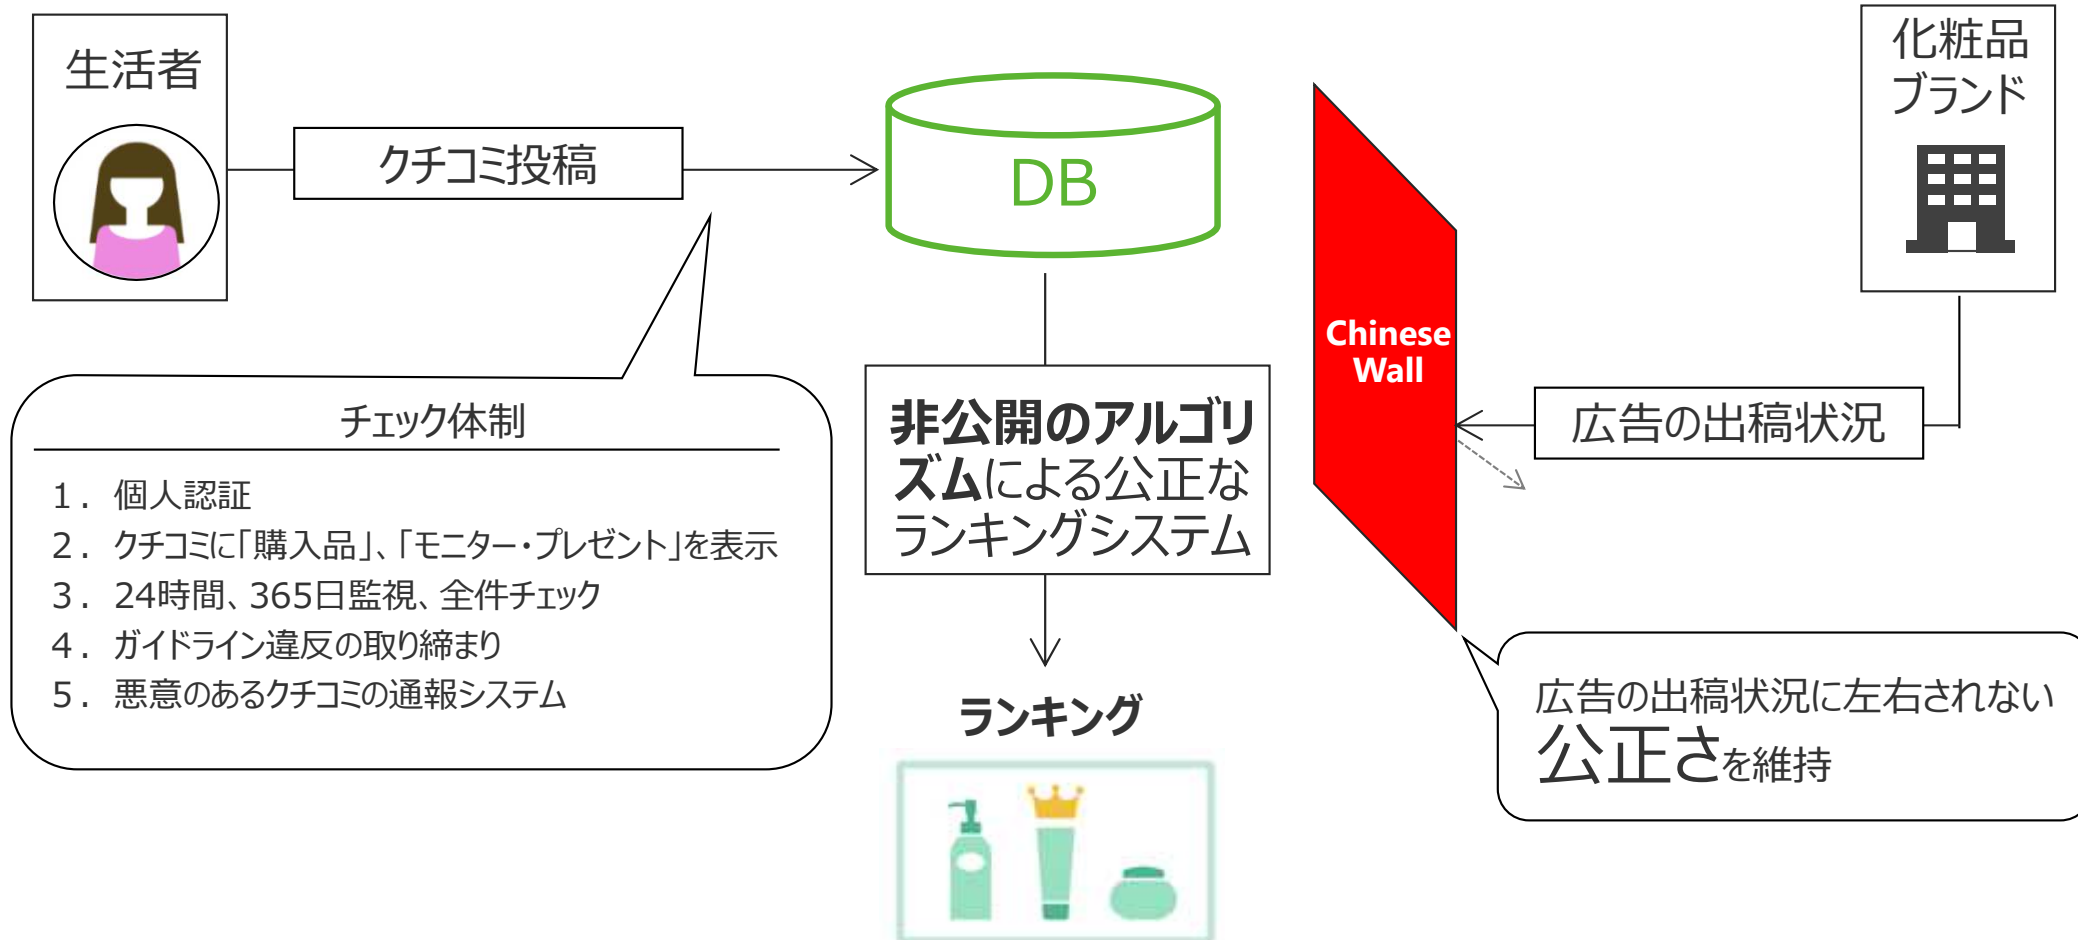 生活者
クチコミ投稿
DB
化粧品
ブランド
Chinese
Wall
広告の出稿状況
チェック体制
1. 個人認証
2. クチコミに「購入品」、「モニター・プレゼント」を表示
3. 24時間、365日監視、全件チェック
4. ガイドライン違反の取り締まり
5. 悪意のあるクチコミの通報システム
非公開のアルゴリ
ズムによる公正な
ランキングシステム
ランキング
広告の出稿状況に左右されない
公正さを維持